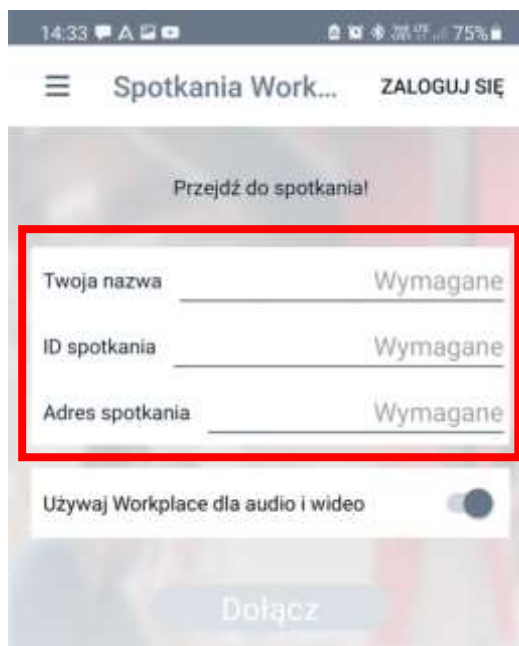 14:33 75%
Spotkania Work... ZALOGUJ SIĘ
Przejdź do spotkania!
Twoja nazwa Wymagane
ID spotkania Wymagane
Adres spotkania Wymagane
Używaj Workplace dla audio i wideo
Dołącz